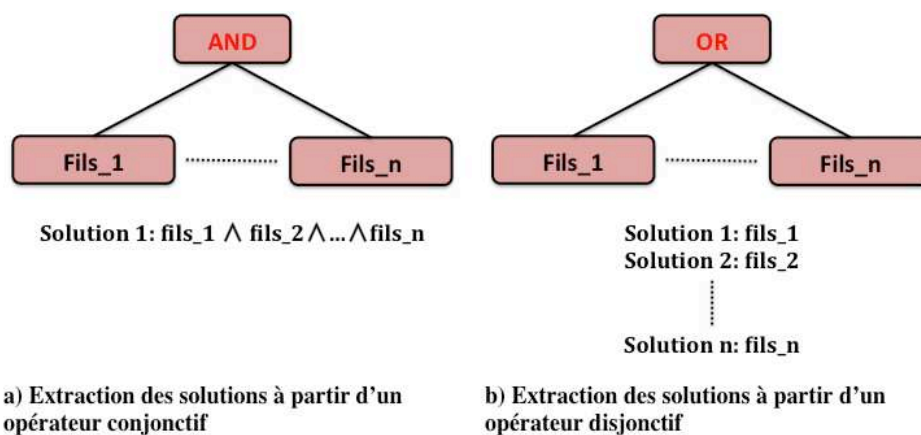 AND
Fils_1
Fils_n
Solution 1: fils_1 ∧ fils_2∧...∧fils_n
a) Extraction des solutions à partir d’un
opérateur conjonctif
OR
Fils_1
Fils_n
Solution 1: fils_1
Solution 2: fils_2
Solution n: fils_n
b) Extraction des solutions à partir d’un
opérateur disjonctif